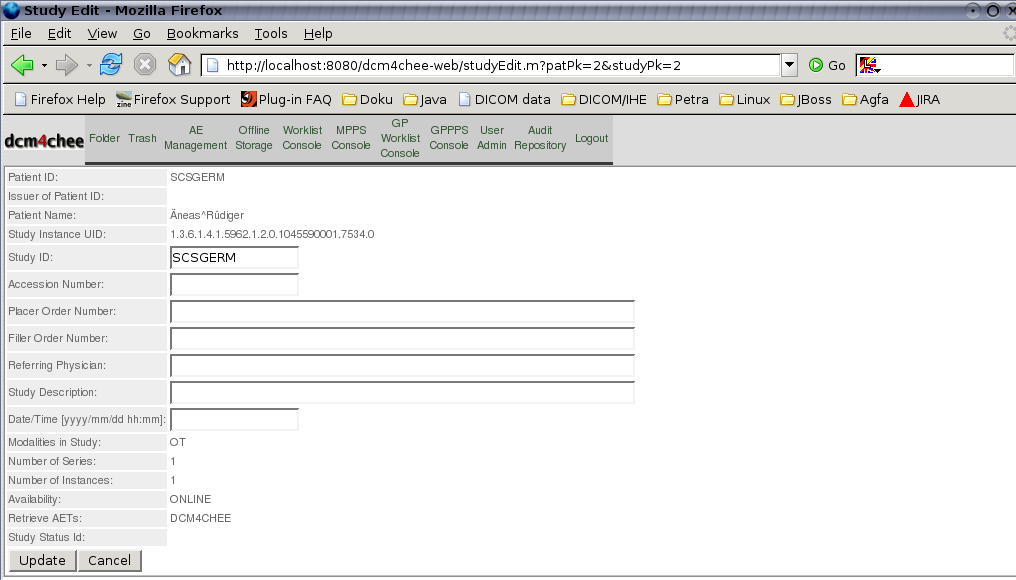 Study Edit - Mozilla Firefox
File Edit View Go Bookmarks Tools Help
http://localhost:8080/dcm4chee-web/studyEdit.m?patPk=2&studyPk=2 Go
Firefox Help Firefox Support Plug-in FAQ Doku Java DICOM data DICOM/IHE Petra Linux JBoss Agfa JIRA
dcm4chee Folder Trash AE Management Offline Storage Worklist Console MPPS Console GP Worklist Console GPPPS Console User Admin Audit Repository Logout
Patient ID: SCSGERM
Issuer of Patient ID:
Patient Name: Äneas^Rüdiger
Study Instance UID: 1.3.6.1.4.1.5962.1.2.0.1045590001.7534.0
Study ID: SCSGERM
Accession Number:
Placer Order Number:
Filler Order Number:
Referring Physician:
Study Description:
Date/Time [yyyy/mm/dd hh:mm]:
Modalities in Study: OT
Number of Series: 1
Number of Instances: 1
Availability: ONLINE
Retrieve AETs: DCM4CHEE
Study Status Id:
Update Cancel